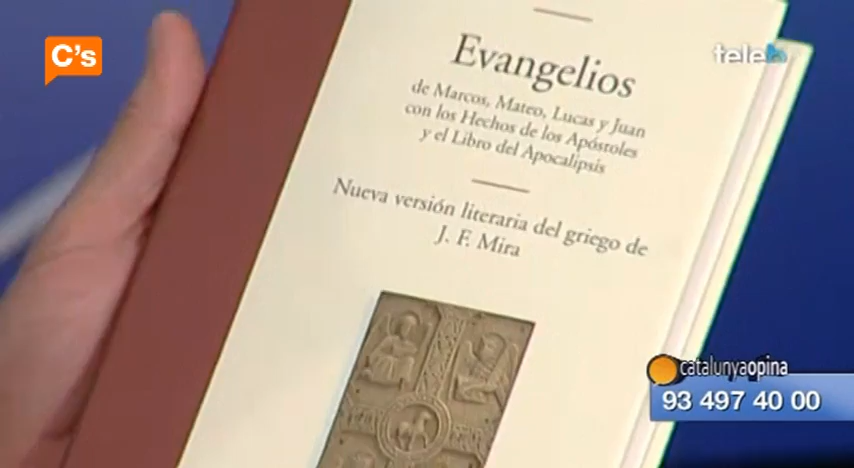 C's
teleb
Evangelios
de Marcos, Mateo, Lucas y Juan
con los Hechos de los Apóstoles
y el Libro del Apocalipsis
Nueva versión literaria del griego de
J. F. Mira
catalunyaopina
93 497 40 00